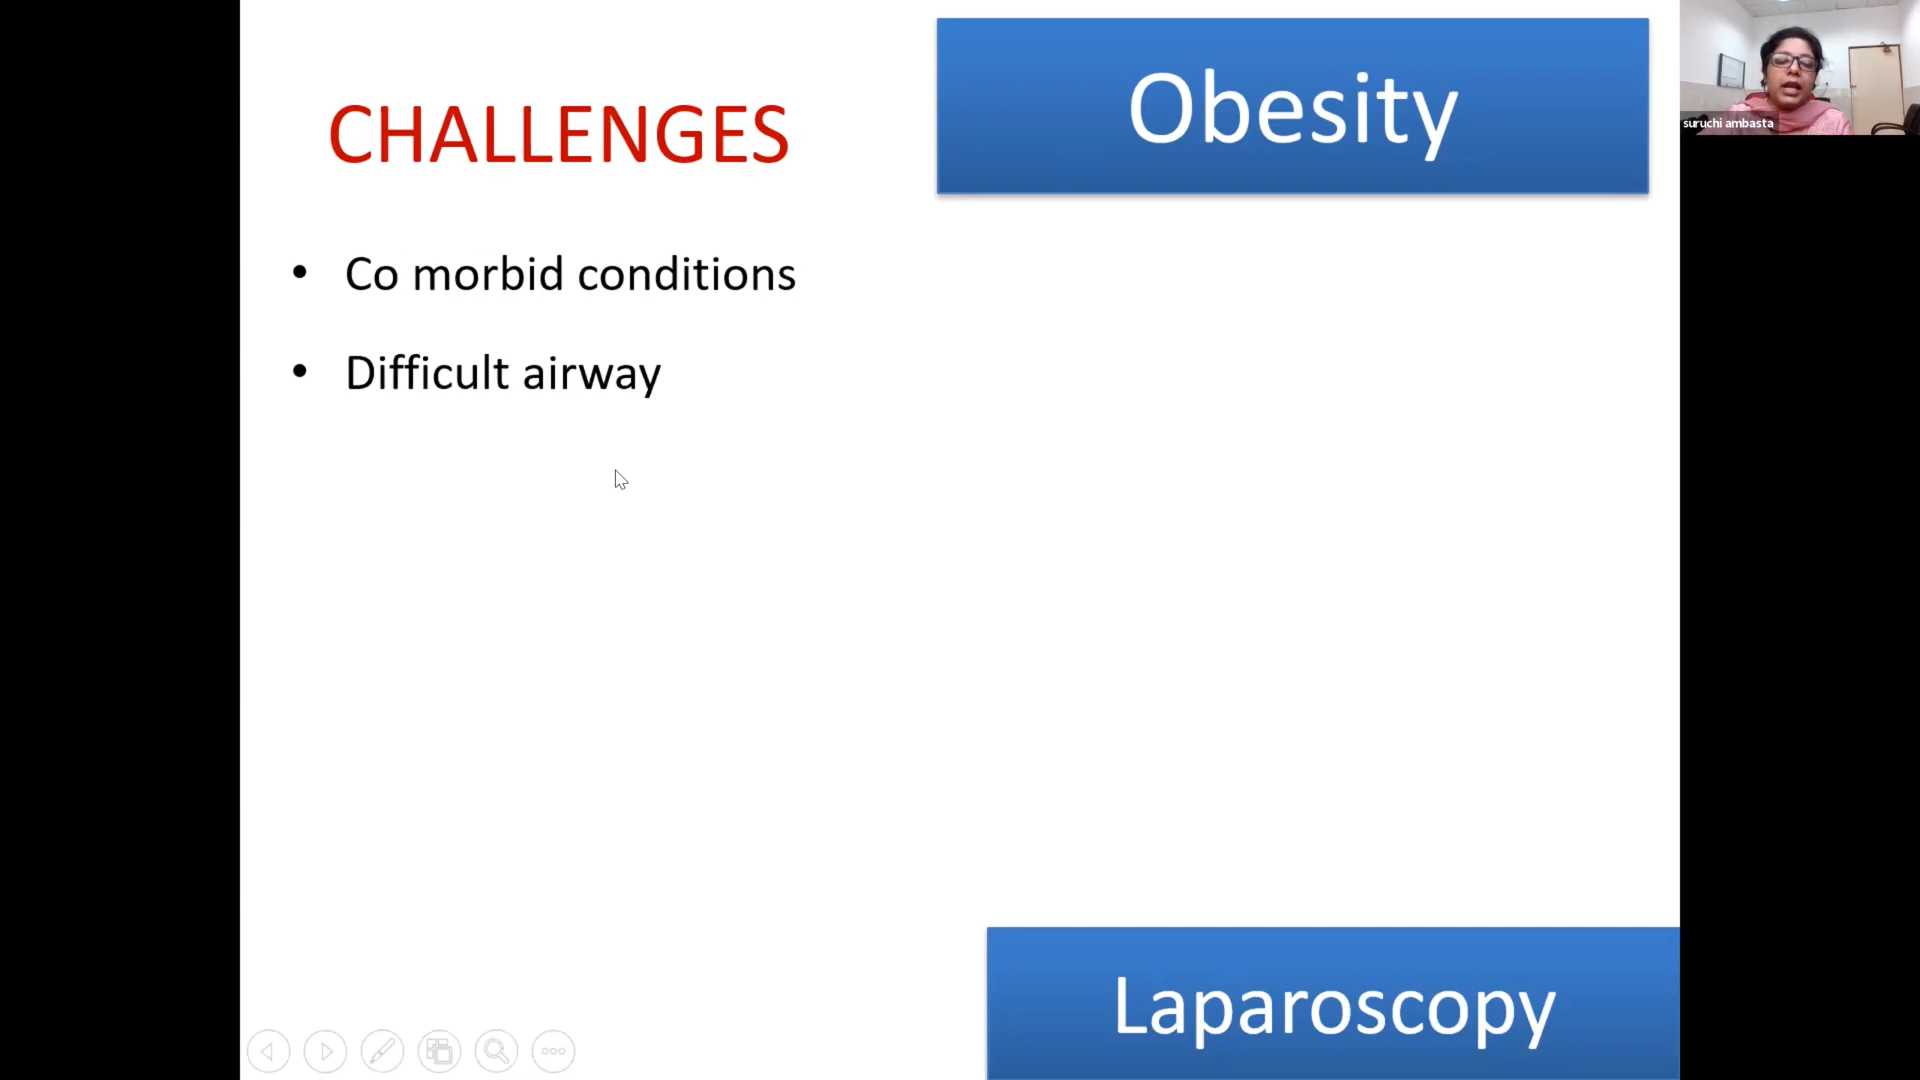 CHALLENGES
Obesity
suruchi ambasta
• Co morbid conditions
• Difficult airway
Laparoscopy